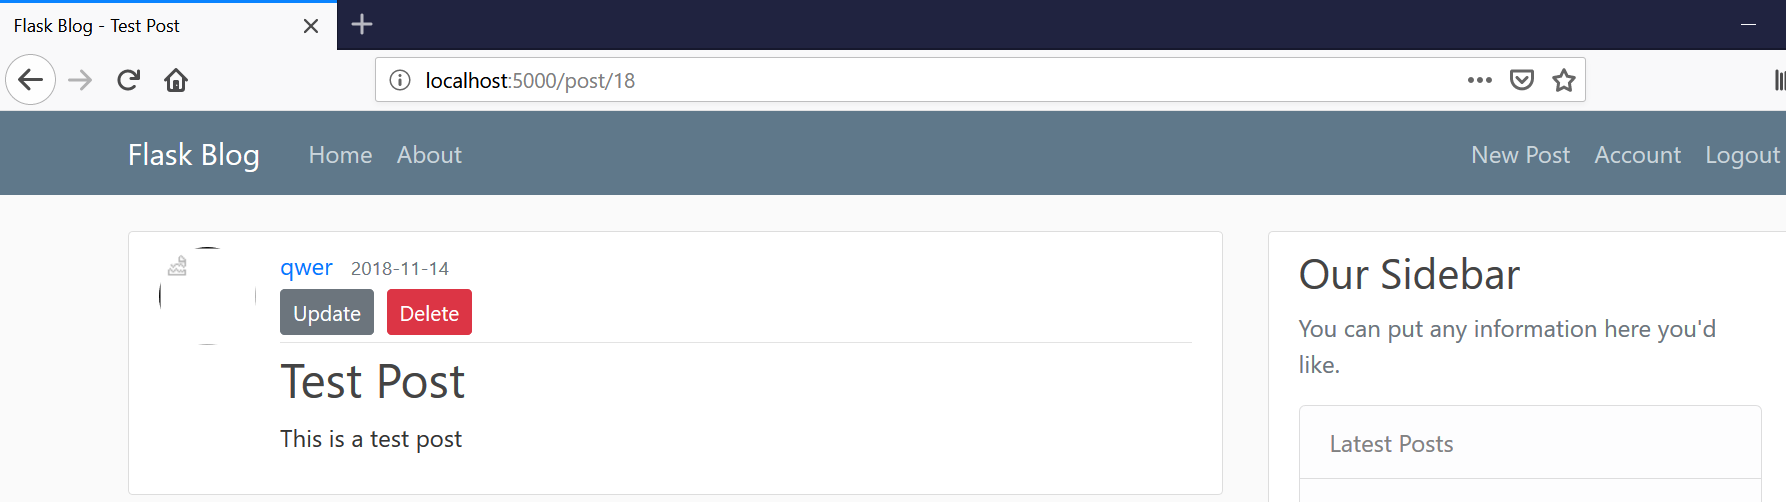 Flask Blog - Test Post
localhost:5000/post/18
Flask Blog Home About New Post Account Logout
qwer 2018-11-14
Update Delete
Test Post
This is a test post
Our Sidebar
You can put any information here you'd
like.
Latest Posts